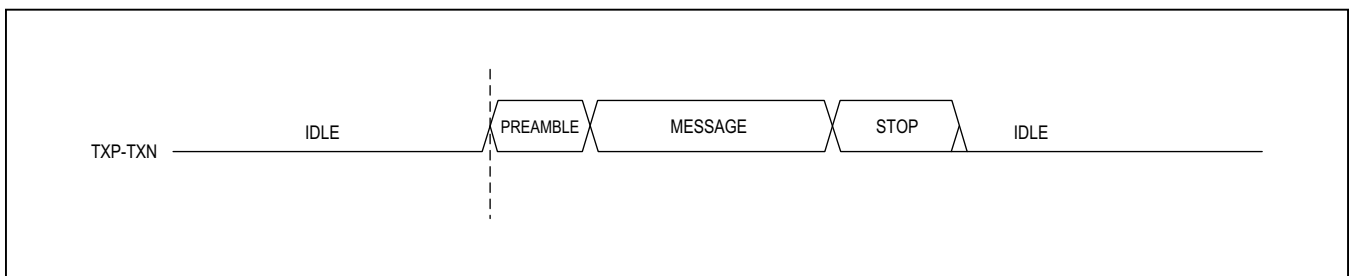 IDLE
PREAMBLE
MESSAGE
STOP
IDLE
TXP-TXN